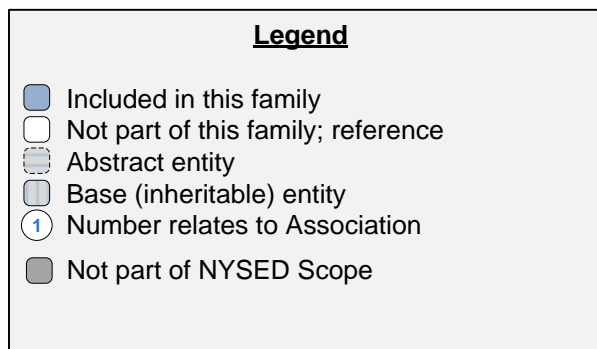 Legend
Included in this family
Not part of this family; reference
Abstract entity
Base (inheritable) entity
1 Number relates to Association
Not part of NYSED Scope